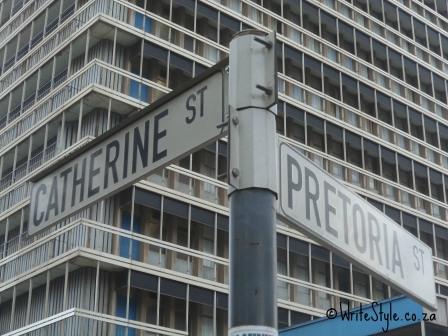 CATHERINE ST
PRETORIA ST
© WriteStyle.co.za